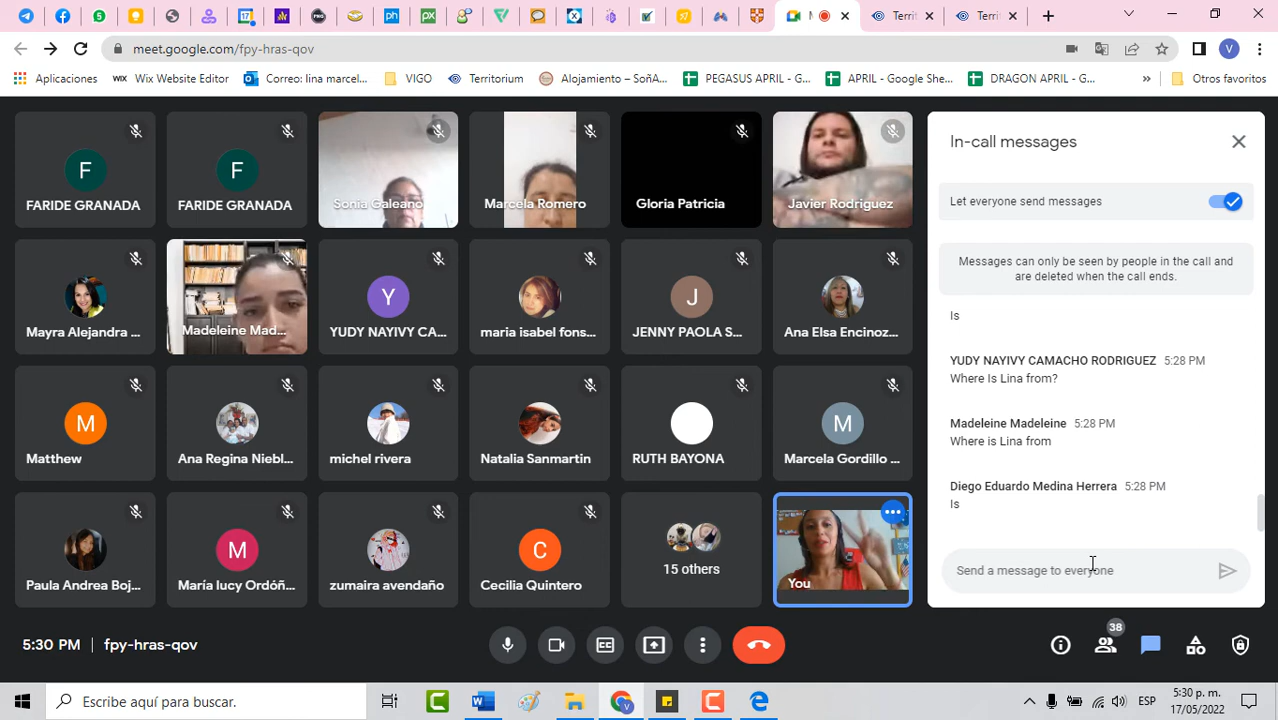 meet.google.com/fpy-hras-qov
V
Aplicaciones
WiX Wix Website Editor
Correo: lina marcel...
VIGO
Territorium
Alojamiento – SoñA...
PEGASUS APRIL - G...
APRIL - Google She...
DRAGON APRIL - G...
»
Otros favoritos
M
Territ
Territ
F
FARIDE GRANADA
F
FARIDE GRANADA
Sonia Galeano
Marcela Romero
Gloria Patricia
Javier Rodriguez
Mayra Alejandra ...
Madeleine Mad...
Y
YUDY NAYIVY CA...
maria isabel fons...
J
JENNY PAOLA S...
Ana Elsa Encinoz...
M
Matthew
Ana Regina Niebl...
michel rivera
Natalia Sanmartin
RUTH BAYONA
M
Marcela Gordillo ...
Paula Andrea Boj...
M
María lucy Ordóñ...
zumaira avendaño
C
Cecilia Quintero
15 others
You
In-call messages
Let everyone send messages
Messages can only be seen by people in the call and
are deleted when the call ends.
Is
YUDY NAYIVY CAMACHO RODRIGUEZ 5:28 PM
Where Is Lina from?
Madeleine Madeleine 5:28 PM
Where is Lina from
Diego Eduardo Medina Herrera 5:28 PM
Is
Send a message to everyone
5:30 PM | fpy-hras-qov
38
Escribe aquí para buscar.
ESP
5:30 p. m.
17/05/2022